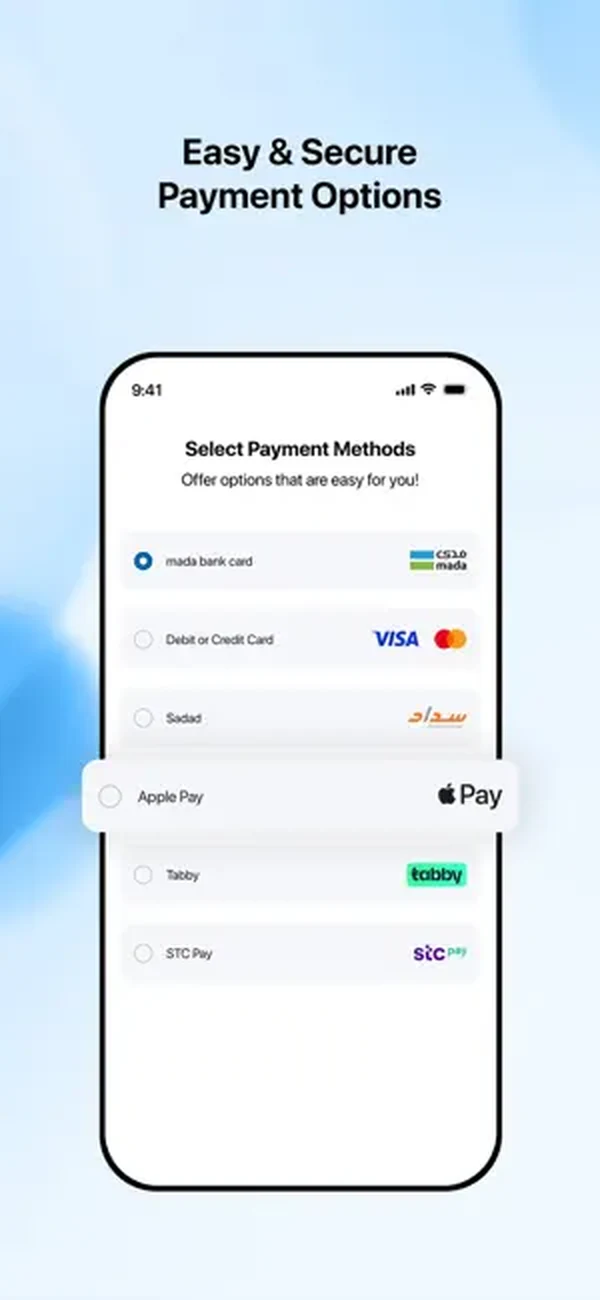 Easy & Secure
Payment Options
9:41
Select Payment Methods
Offer options that are easy for you!
mada bank card
مدى
mada
Debit or Credit Card VISA
Sadad سداد
Apple Pay Pay
Tabby tabby
STC Pay stc pay